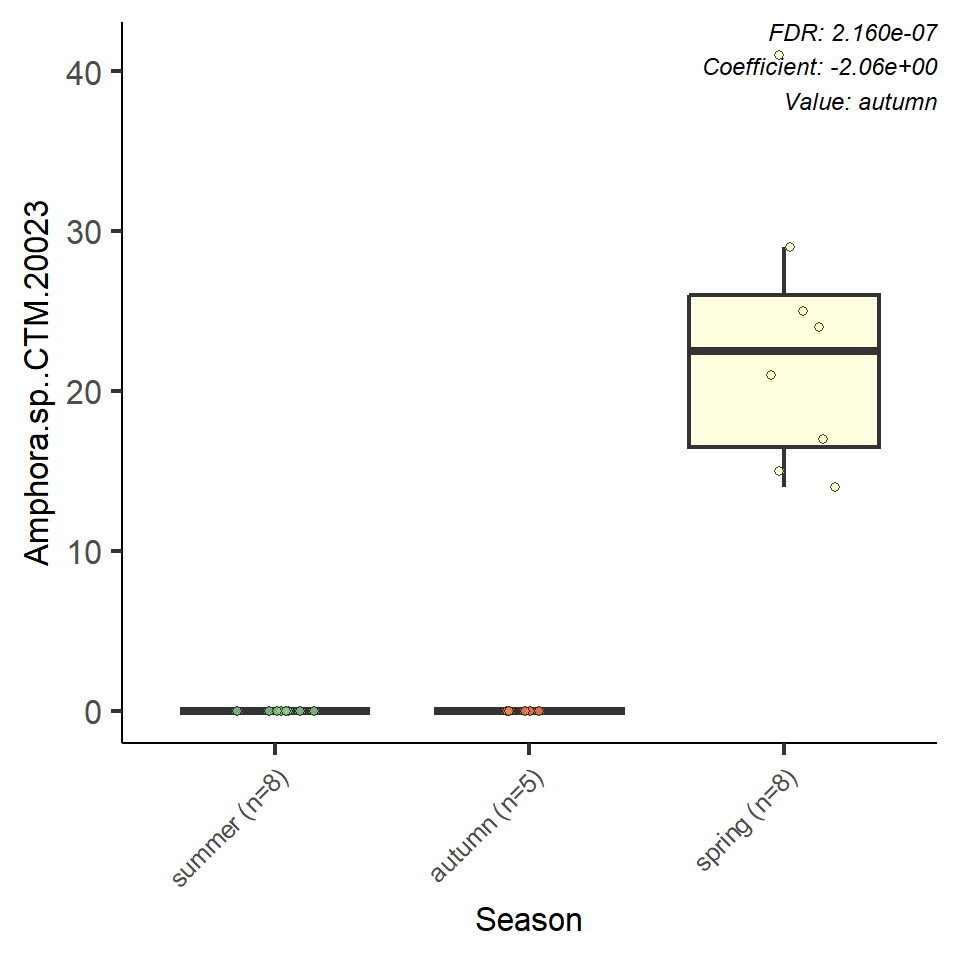 FDR: 2.160e-07
Coefficient: -2.06e+00
Value: autumn
Amphora.sp..CTM.20023
40
30
20
10
0
summer (n=8)
autumn (n=5)
spring (n=8)
Season